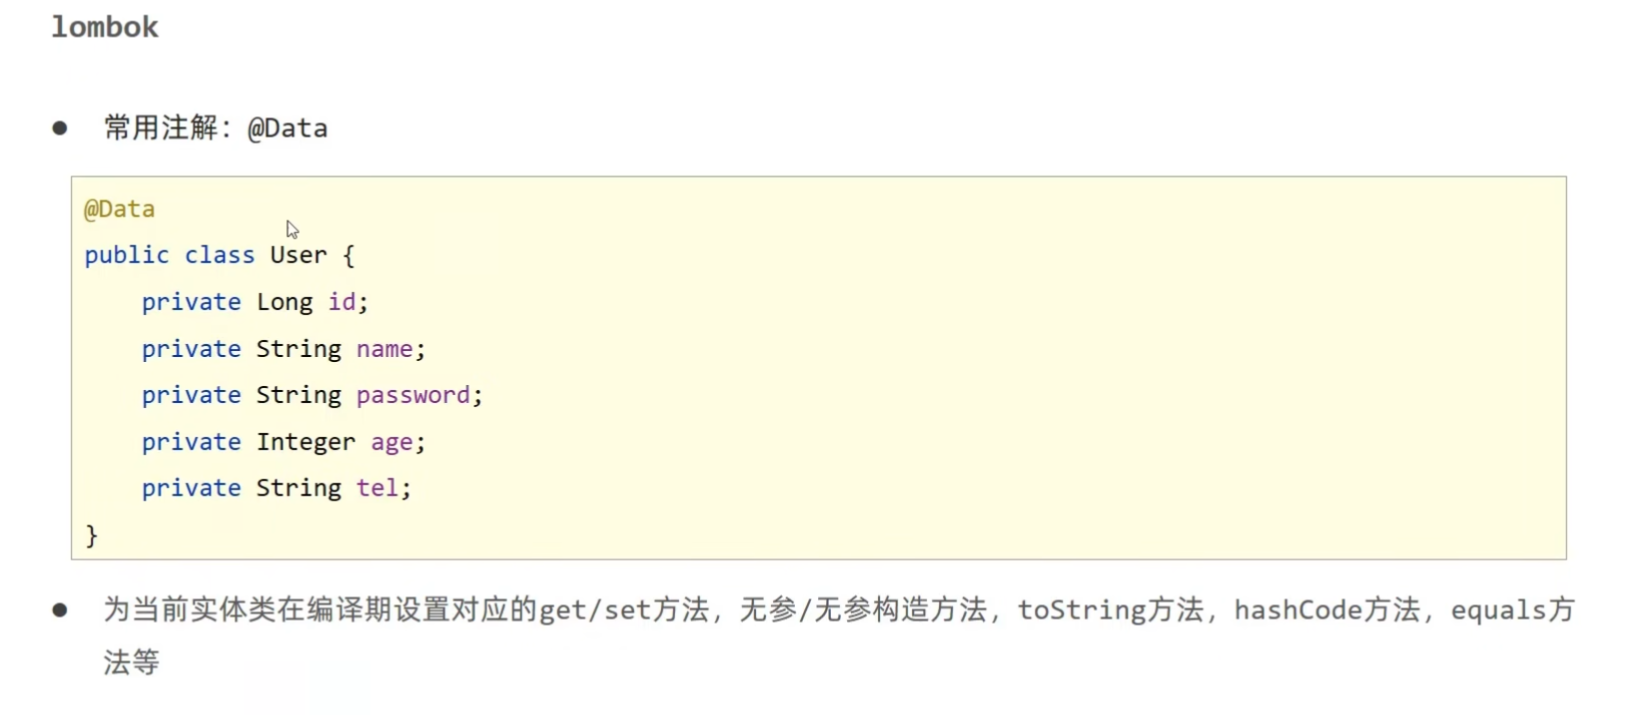 lombok
● 常用注解：@Data
@Data
public class User {
    private Long id;
    private String name;
    private String password;
    private Integer age;
    private String tel;
}
● 为当前实体类在编译期设置对应的get/set方法，无参/无参构造方法，toString方法，hashCode方法，equals方
法等